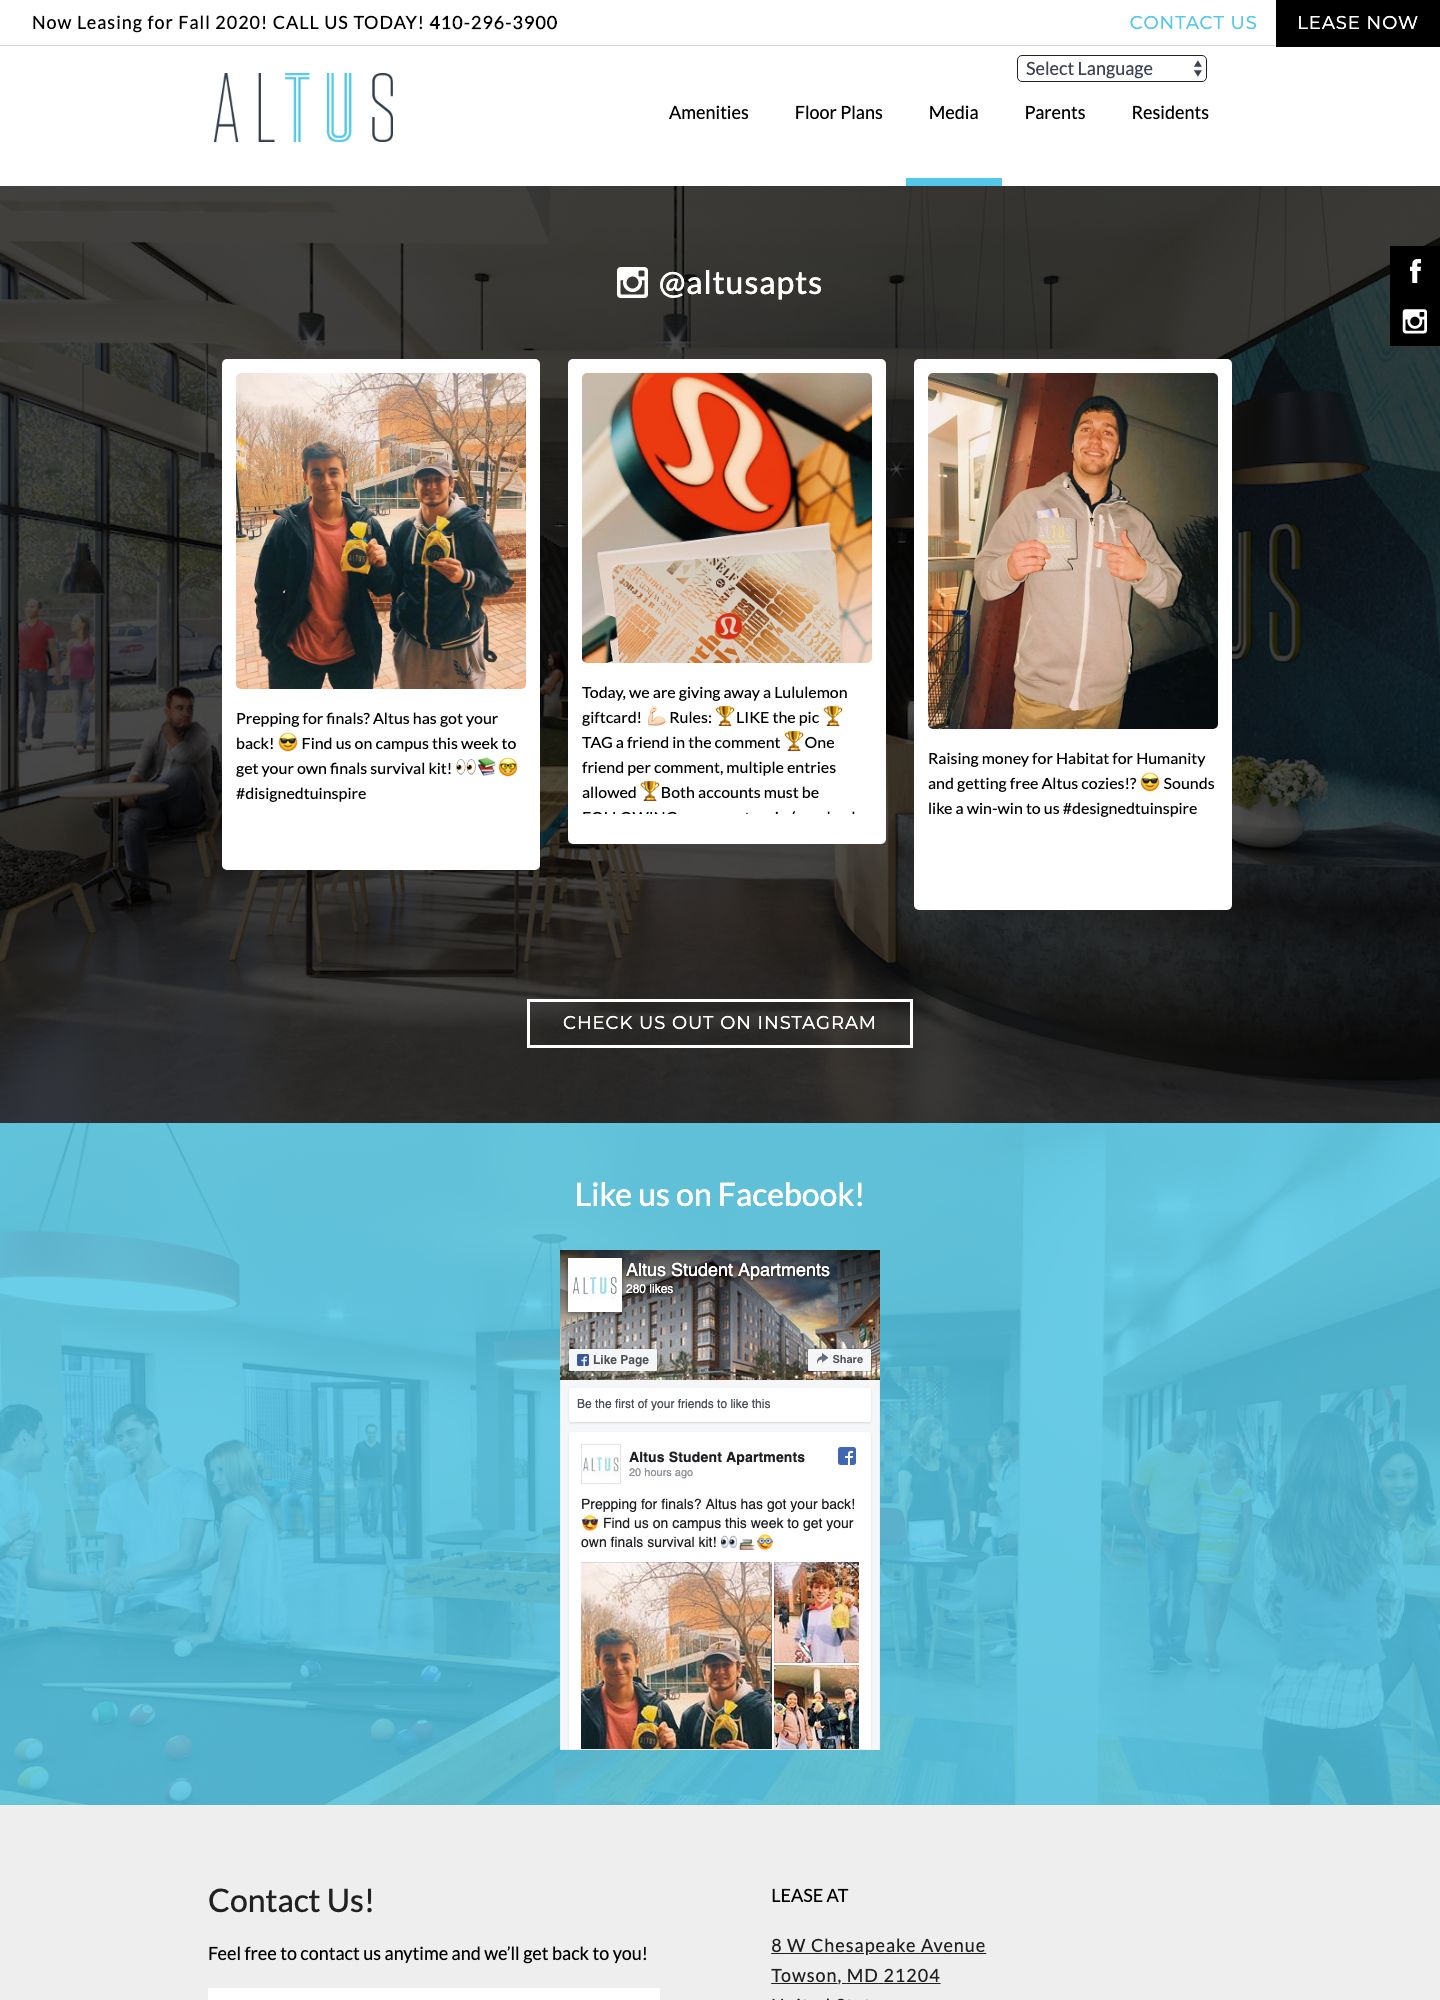 Now Leasing for Fall 2020! CALL US TODAY! 410-296-3900
CONTACT US
LEASE NOW
Select Language
ALTUS
Amenities
Floor Plans
Media
Parents
Residents
@altusapts
Prepping for finals? Altus has got your
back! 😎 Find us on campus this week to
get your own finals survival kit! 👀📚🤓
#disignedtuinspire
Today, we are giving away a Lululemon
giftcard! 💪🏻 Rules: 🏆LIKE the pic 🏆
TAG a friend in the comment 🏆One
friend per comment, multiple entries
allowed 🏆Both accounts must be
Raising money for Habitat for Humanity
and getting free Altus cozies!? 😎 Sounds
like a win-win to us #designedtuinspire
CHECK US OUT ON INSTAGRAM
Like us on Facebook!
ALTUS
Altus Student Apartments
280 likes
Like Page
Share
Be the first of your friends to like this
ALTUS
Altus Student Apartments
20 hours ago
Prepping for finals? Altus has got your back!
😎 Find us on campus this week to get your
own finals survival kit! 👀📚🤓
Contact Us!
Feel free to contact us anytime and we’ll get back to you!
LEASE AT
8 W Chesapeake Avenue
Towson, MD 21204